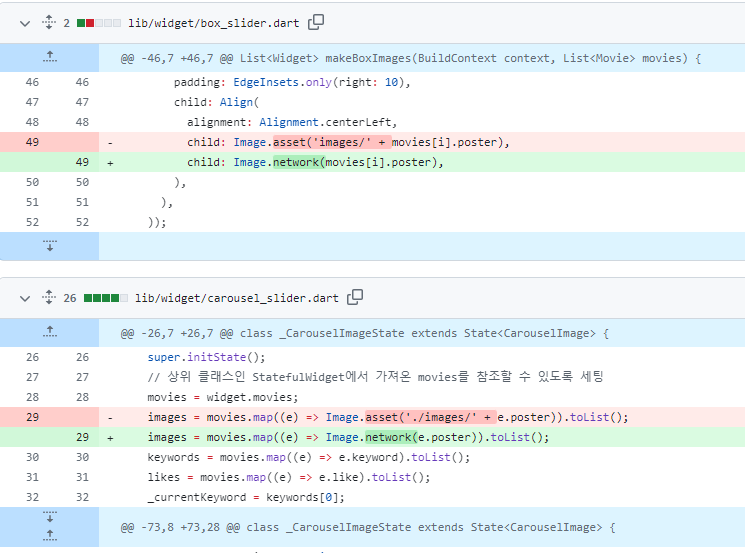 2 lib/widget/box_slider.dart
@@ -46,7 +46,7 @@ List<Widget> makeBoxImages(BuildContext context, List<Movie> movies) {
46 46 padding: EdgeInsets.only(right: 10),
47 47 child: Align(
48 48 alignment: Alignment.centerLeft,
49 - child: Image.asset('images/' + movies[i].poster),
49 + child: Image.network(movies[i].poster),
50 50 ),
51 51 ),
52 52 ));
26 lib/widget/carousel_slider.dart
@@ -26,7 +26,7 @@ class _CarouselImageState extends State<CarouselImage> {
26 26 super.initState();
27 27 // 상위 클래스인 StatefulWidget에서 가져온 movies를 참조할 수 있도록 세팅
28 28 movies = widget.movies;
29 - images = movies.map((e) => Image.asset('./images/' + e.poster)).toList();
29 + images = movies.map((e) => Image.network(e.poster)).toList();
30 30 keywords = movies.map((e) => e.keyword).toList();
31 31 likes = movies.map((e) => e.like).toList();
32 32 _currentKeyword = keywords[0];
@@ -73,8 +73,28 @@ class _CarouselImageState extends State<CarouselImage> {